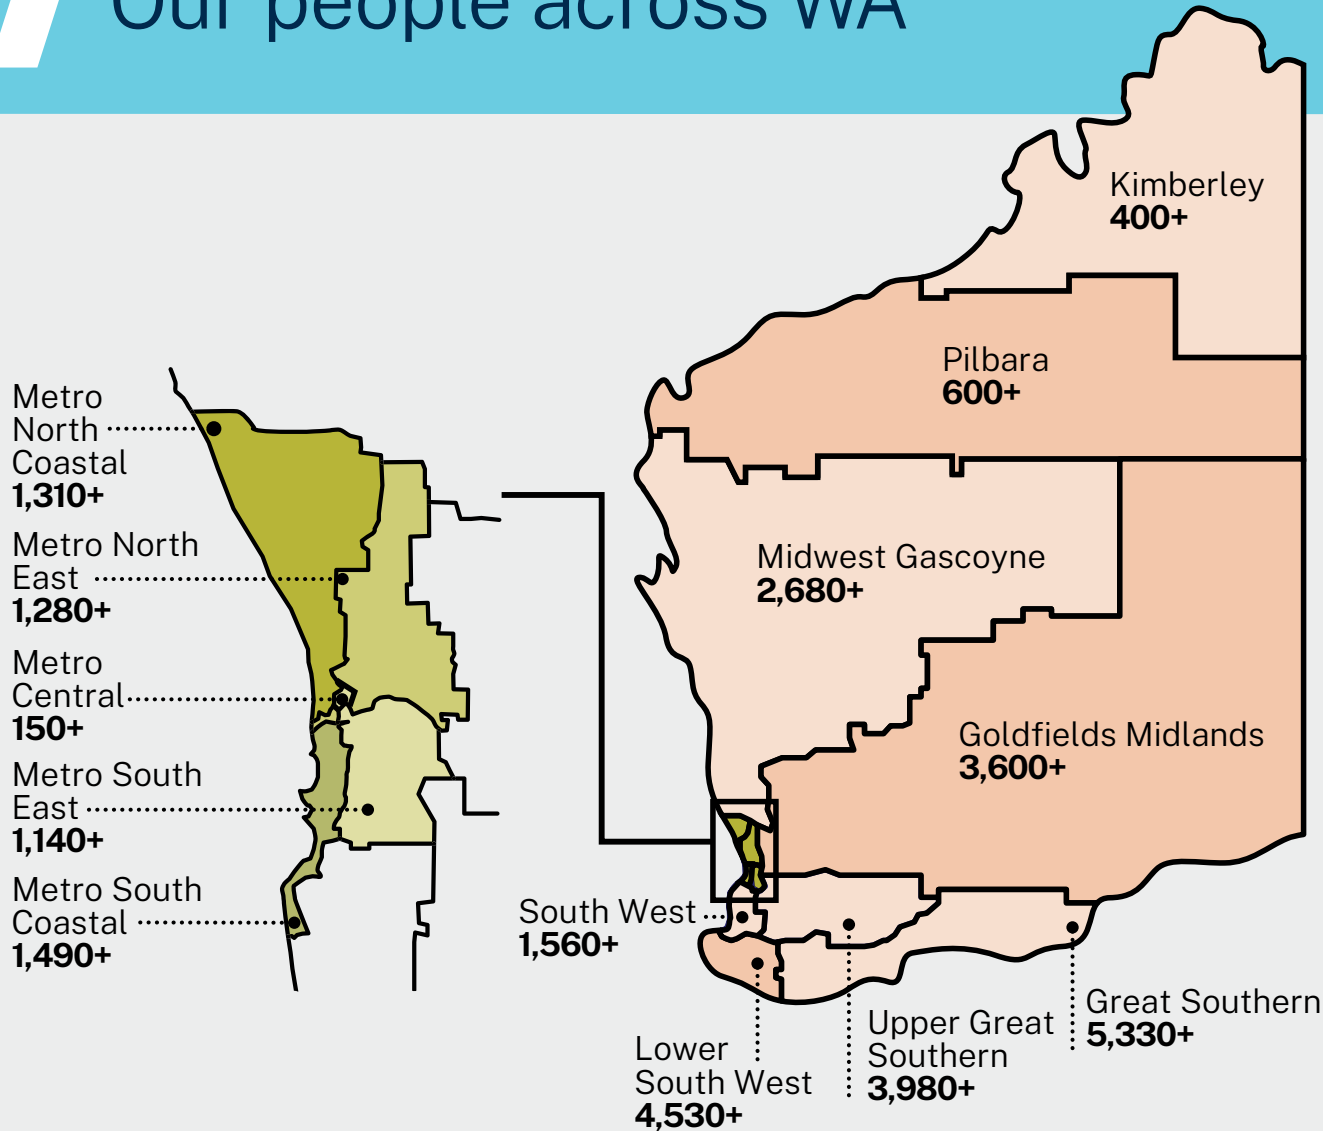 Our people across WA
Kimberley
400+
Pilbara
600+
Metro
North
Coastal
1,310+
Metro North
East
1,280+
Metro
Central
150+
Metro South
East
1,140+
Metro South
Coastal
1,490+
Midwest Gascoyne
2,680+
Goldfields Midlands
3,600+
South West
1,560+
Lower
South West
4,530+
Upper Great
Southern
3,980+
Great Southern
5,330+